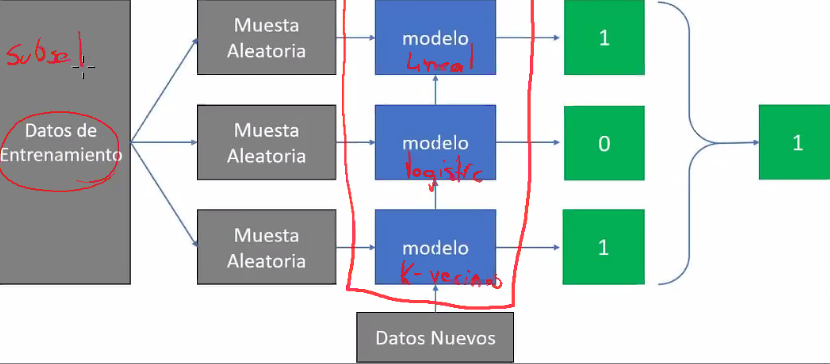 Subse
Datos de
Entrenamiento
Muesta
Aleatoria
modelo
Lineal
1
Muesta
Aleatoria
modelo
logistic
0
1
Muesta
Aleatoria
modelo
K-vecinos
1
Datos Nuevos